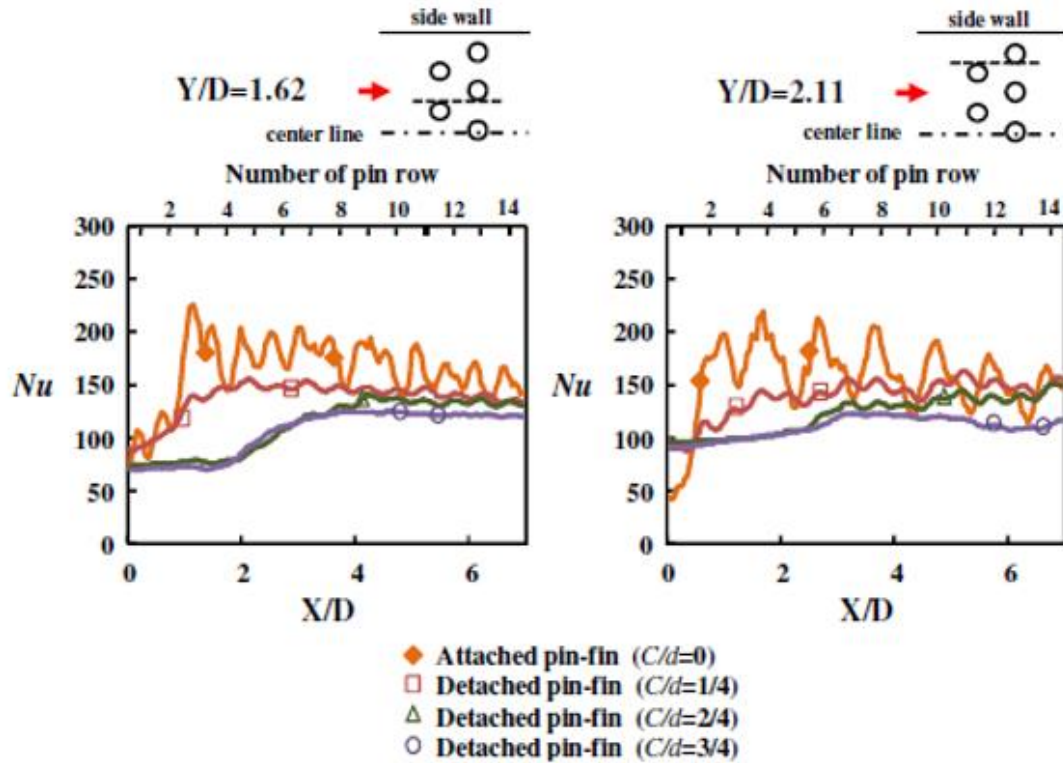 side wall
Y/D=1.62
center line
Number of pin row
2 4 6 8 10 12 14
300
250
200
150
100
50
0
Nu
0 2 4 6
X/D
side wall
Y/D=2.11
center line
Number of pin row
2 4 6 8 10 12 14
300
250
200
150
100
50
0
Nu
0 2 4 6
X/D
Attached pin-fin (C/d=0)
Detached pin-fin (C/d=1/4)
Detached pin-fin (C/d=2/4)
Detached pin-fin (C/d=3/4)